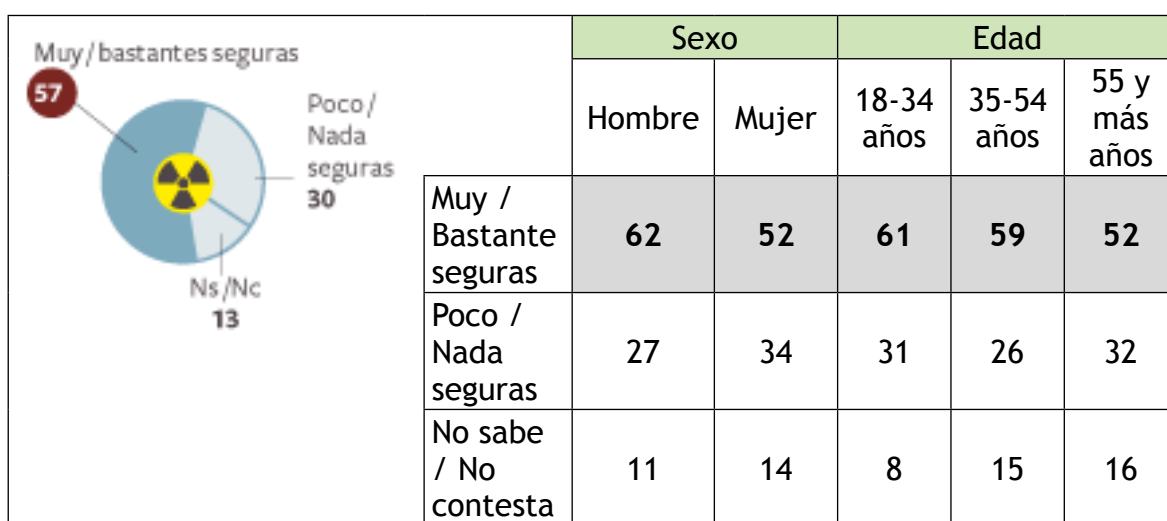 Muy/bastantes seguras
57
Poco/
Nada
seguras
30
Ns/Nc
13
Sexo
Edad
Hombre
Mujer
18-34
años
35-54
años
55 y
más
años
Muy /
Bastante
seguras
62
52
61
59
52
Poco /
Nada
seguras
27
34
31
26
32
No sabe
/ No
contesta
11
14
8
15
16